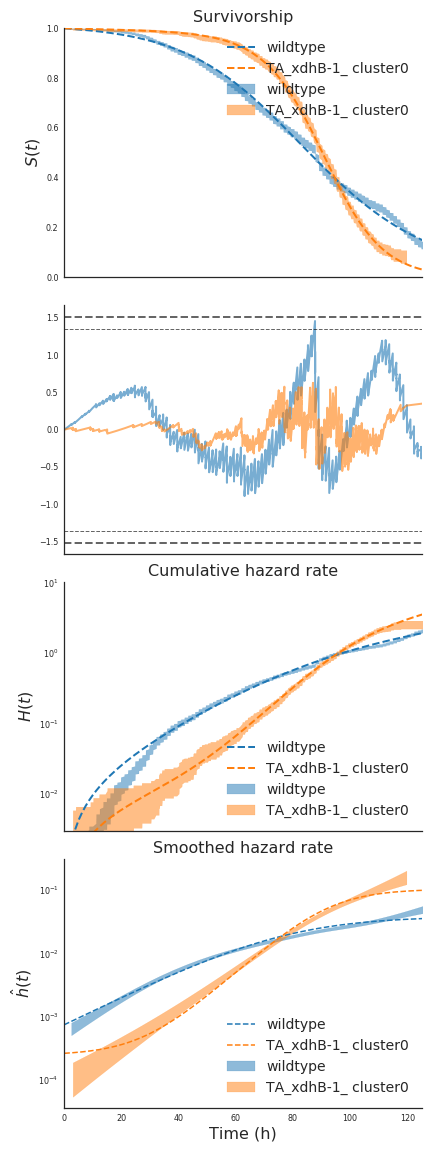 Survivorship
1.0
0.8
0.6
0.4
0.2
0.0
S(t)
wildtype
TA_xdhB-1_ cluster0
wildtype
TA_xdhB-1_ cluster0
1.5
1.0
0.5
0.0
−0.5
−1.0
−1.5
Cumulative hazard rate
10¹
10⁰
10⁻¹
10⁻²
H(t)
wildtype
TA_xdhB-1_ cluster0
wildtype
TA_xdhB-1_ cluster0
Smoothed hazard rate
10⁻¹
10⁻²
10⁻³
10⁻⁴
ĥ(t)
wildtype
TA_xdhB-1_ cluster0
wildtype
TA_xdhB-1_ cluster0
0 20 40 60 80 100 120
Time (h)